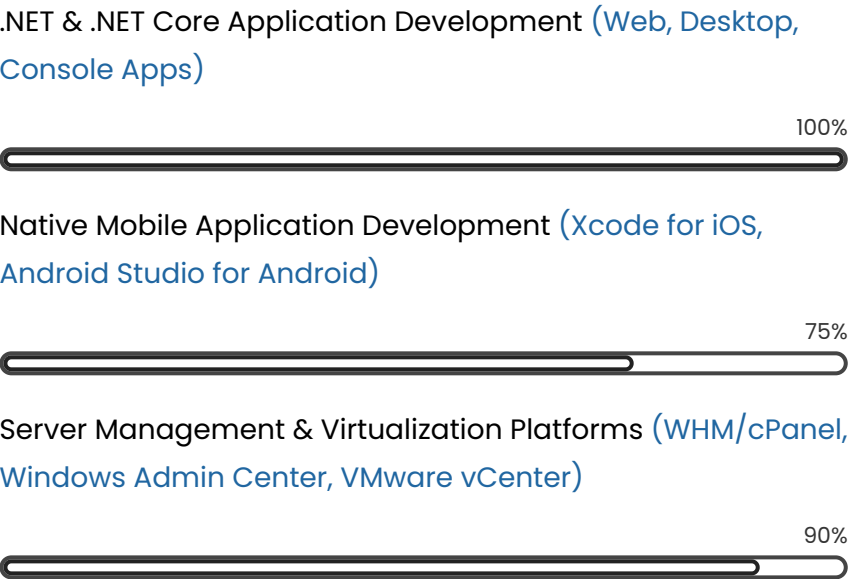 .NET & .NET Core Application Development (Web, Desktop,
Console Apps)
100%
Native Mobile Application Development (Xcode for iOS,
Android Studio for Android)
75%
Server Management & Virtualization Platforms (WHM/cPanel,
Windows Admin Center, VMware vCenter)
90%